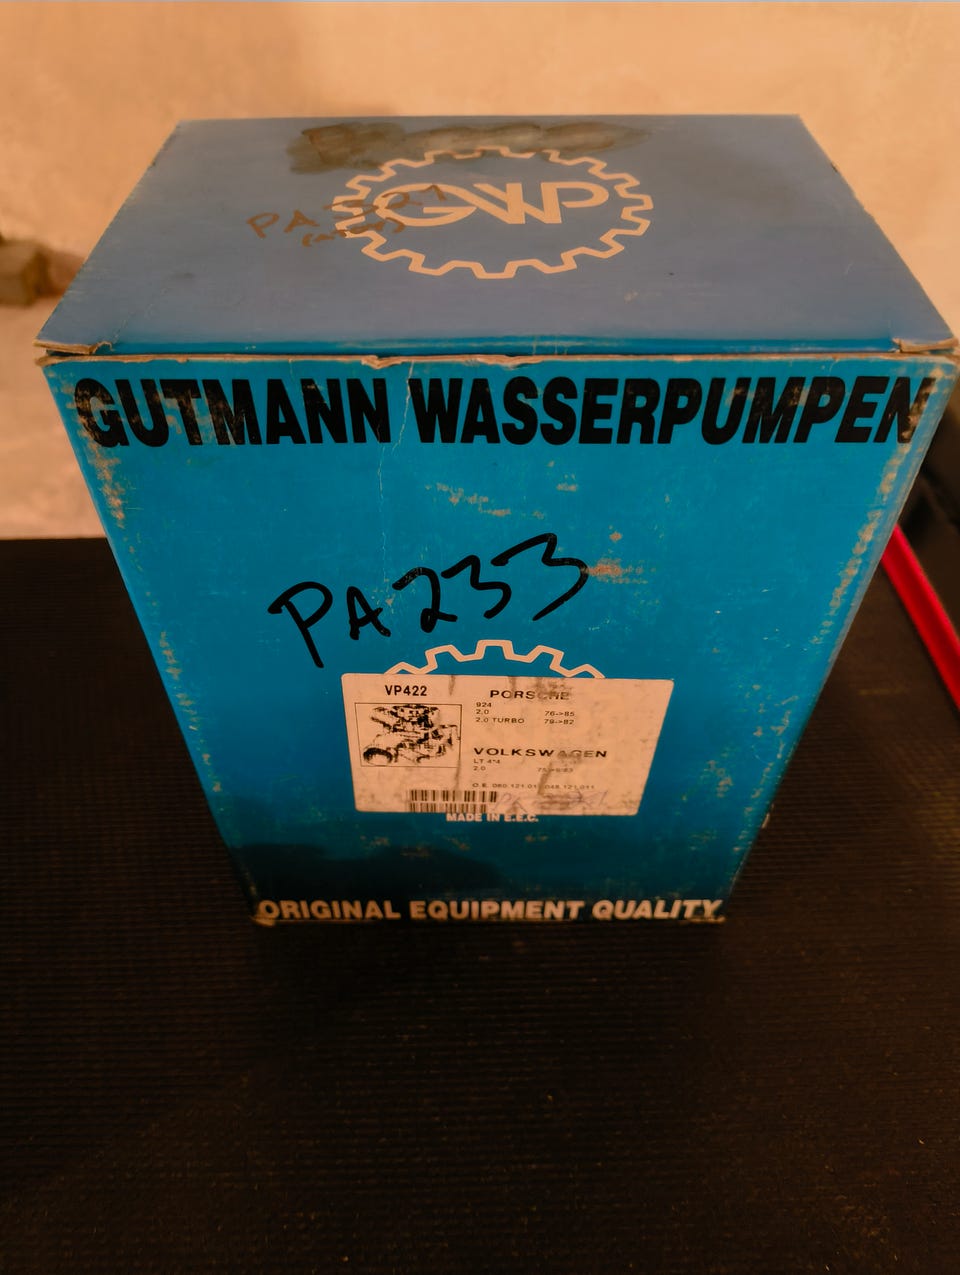 GWP
GUTMANN WASSERPUMPEN
PA233
VP422
PORSCHE
924
2.0 76->85
2.0 TURBO 79->82
VOLKSWAGEN
LT 4*4
2.0
O.E.
MADE IN E.E.C.
ORIGINAL EQUIPMENT QUALITY